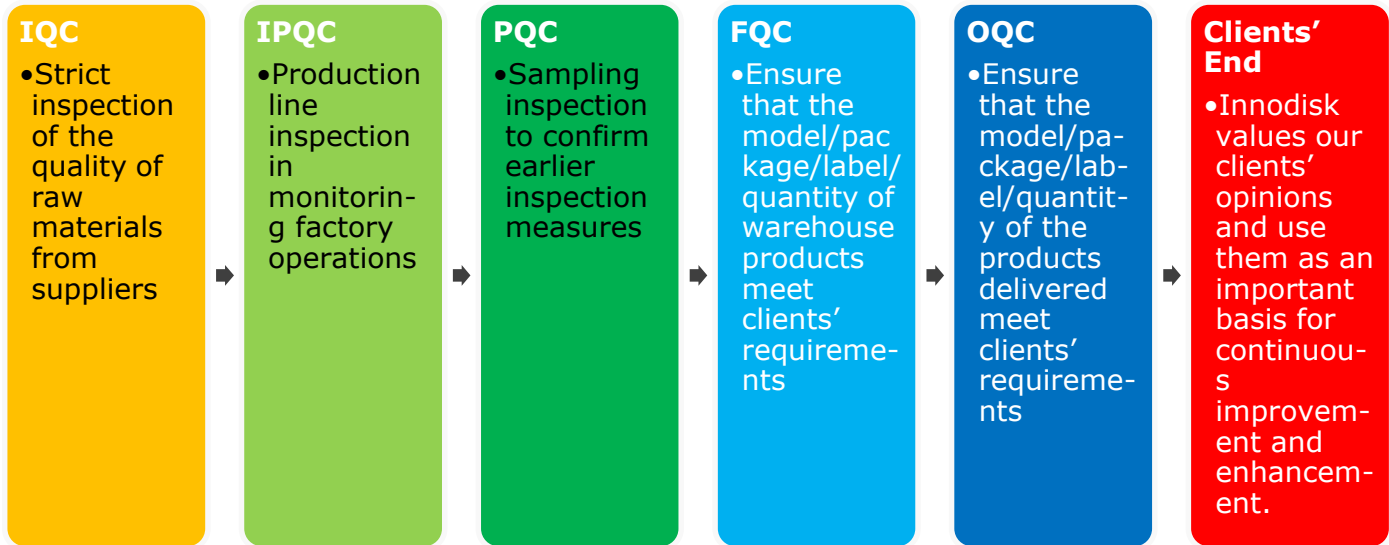 IQC
•Strict
inspection
of the
quality of
raw
materials
from
suppliers
IPQC
•Production
line
inspection
in
monitorin-
g factory
operations
PQC
•Sampling
inspection
to confirm
earlier
inspection
measures
FQC
•Ensure
that the
model/pac
kage/label/
quantity of
warehouse
products
meet
clients’
requireme-
nts
OQC
•Ensure
that the
model/pa-
ckage/lab-
el/quantit-
y of the
products
delivered
meet
clients’
requireme-
nts
Clients’
End
•Innodisk
values our
clients’
opinions
and use
them as an
important
basis for
continuou-
s
improvem-
ent and
enhancem-
ent.